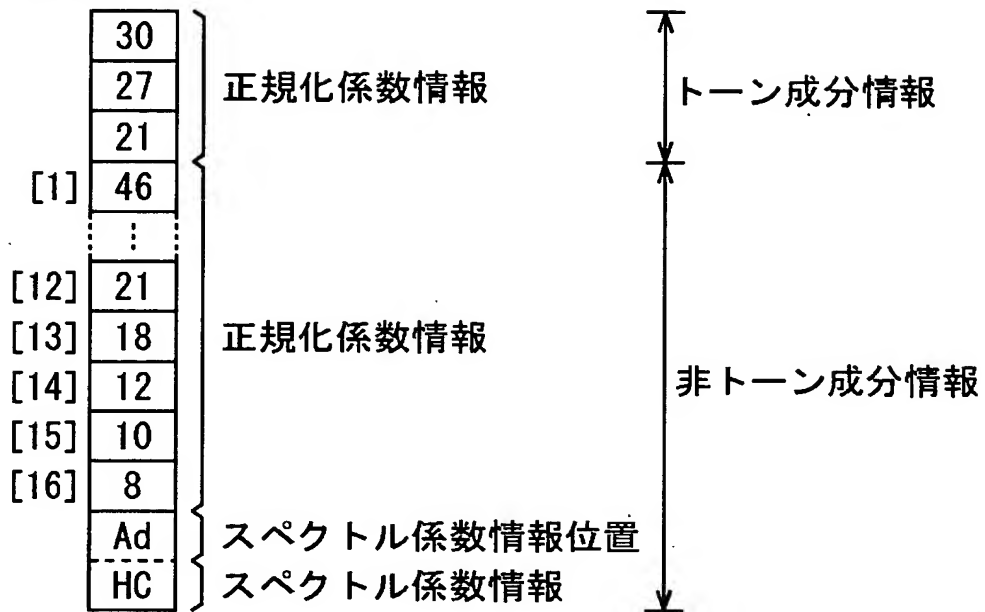 30
27 正規化係数情報 トーン成分情報
21
[1] 46
⋮
[12] 21
[13] 18 正規化係数情報
[14] 12 非トーン成分情報
[15] 10
[16] 8
Ad スペクトル係数情報位置
HC スペクトル係数情報